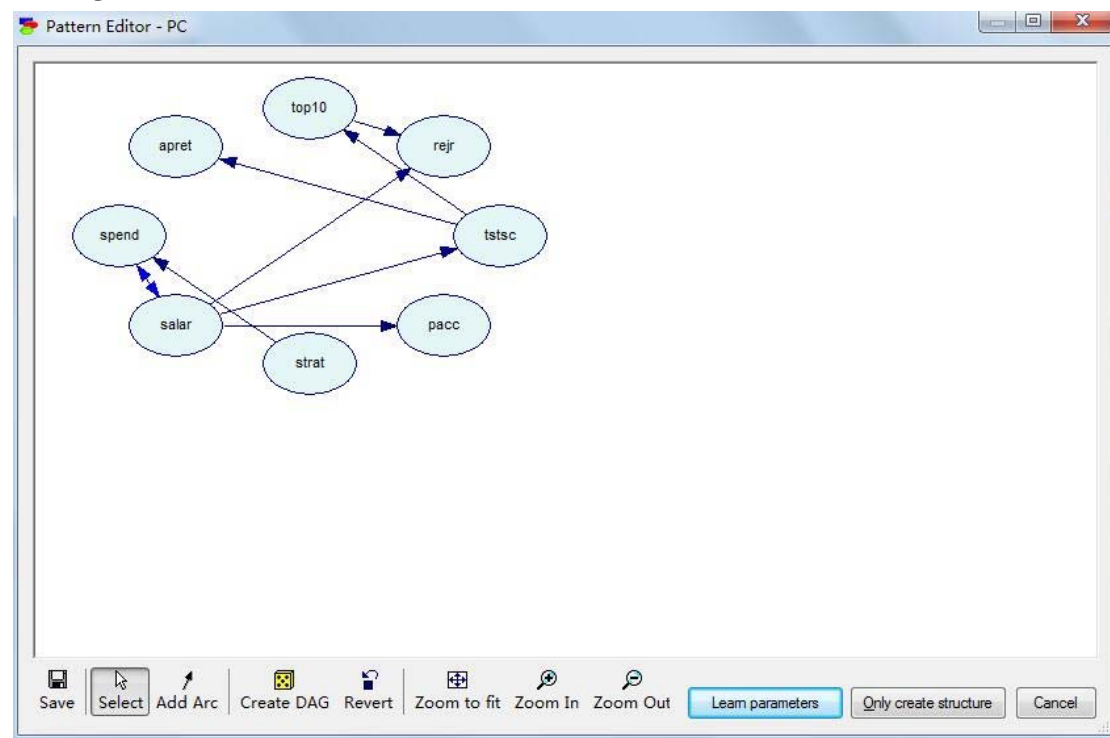 Pattern Editor - PC
top10
apret
rejr
spend
tstsc
salar
pacc
strat
Save Select Add Arc Create DAG Revert Zoom to fit Zoom In Zoom Out Learn parameters Only create structure Cancel